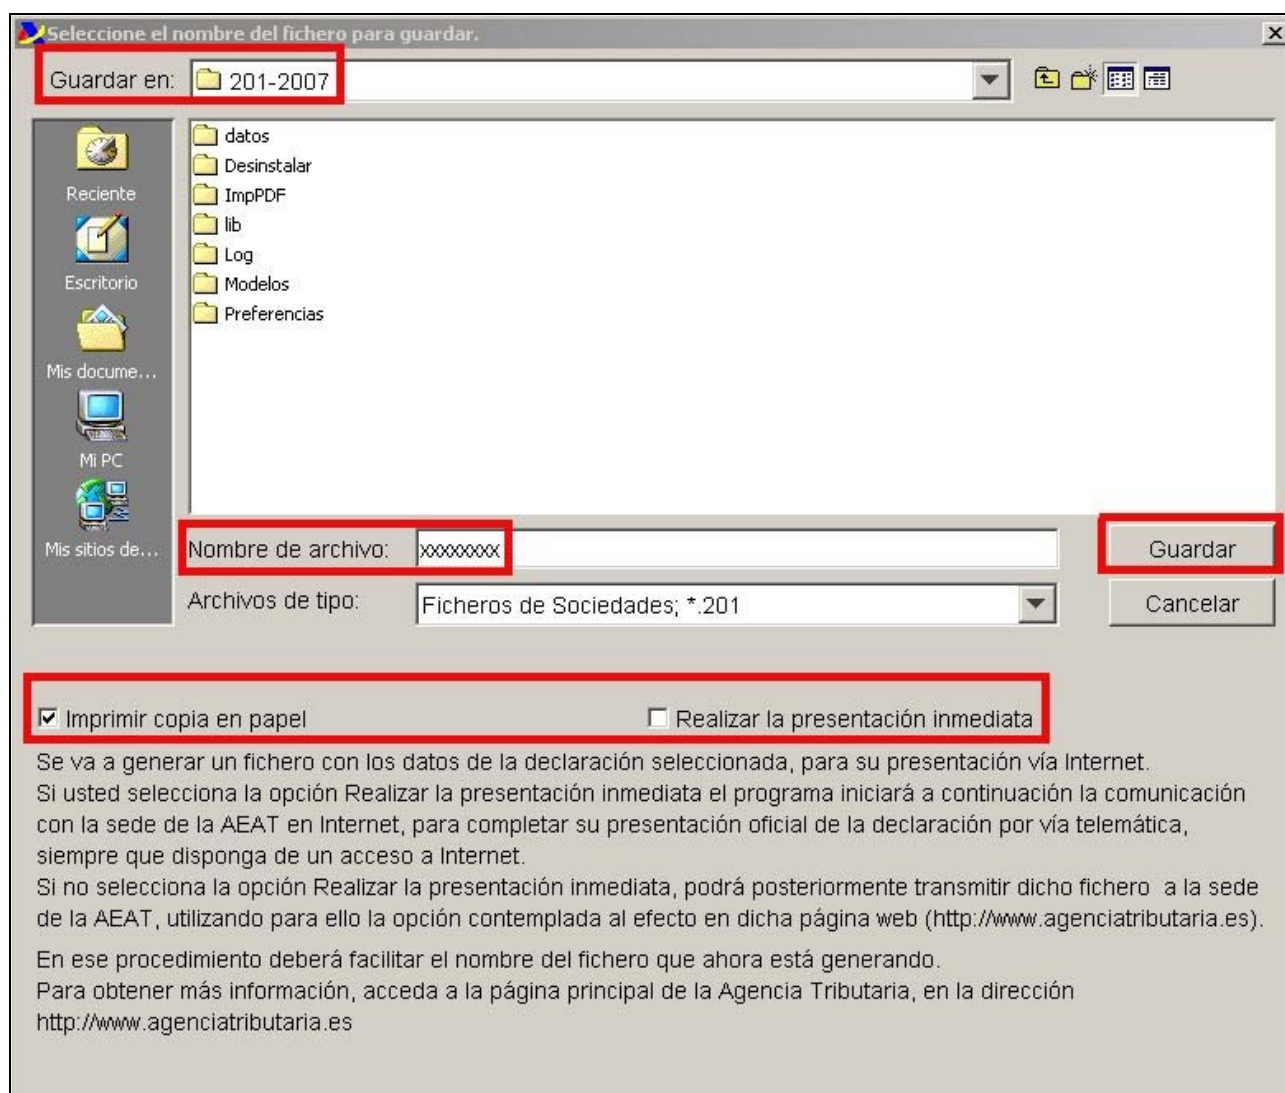 Seleccione el nombre del fichero para guardar.
Guardar en: 201-2007
datos
Desinstalar
ImpPDF
lib
Log
Modelos
Preferencias
Reciente
Escritorio
Mis docume...
Mi PC
Mis sitios de...
Nombre de archivo: xxxxxxxx
Guardar
Archivos de tipo: Ficheros de Sociedades; *.201
Cancelar
Imprimir copia en papel
Realizar la presentación inmediata
Se va a generar un fichero con los datos de la declaración seleccionada, para su presentación vía Internet.
Si usted selecciona la opción Realizar la presentación inmediata el programa iniciará a continuación la comunicación
con la sede de la AEAT en Internet, para completar su presentación oficial de la declaración por vía telemática,
siempre que disponga de un acceso a Internet.
Si no selecciona la opción Realizar la presentación inmediata, podrá posteriormente transmitir dicho fichero a la sede
de la AEAT, utilizando para ello la opción contemplada al efecto en dicha página web (http://www.agenciatributaria.es).
En ese procedimiento deberá facilitar el nombre del fichero que ahora está generando.
Para obtener más información, acceda a la página principal de la Agencia Tributaria, en la dirección
http://www.agenciatributaria.es